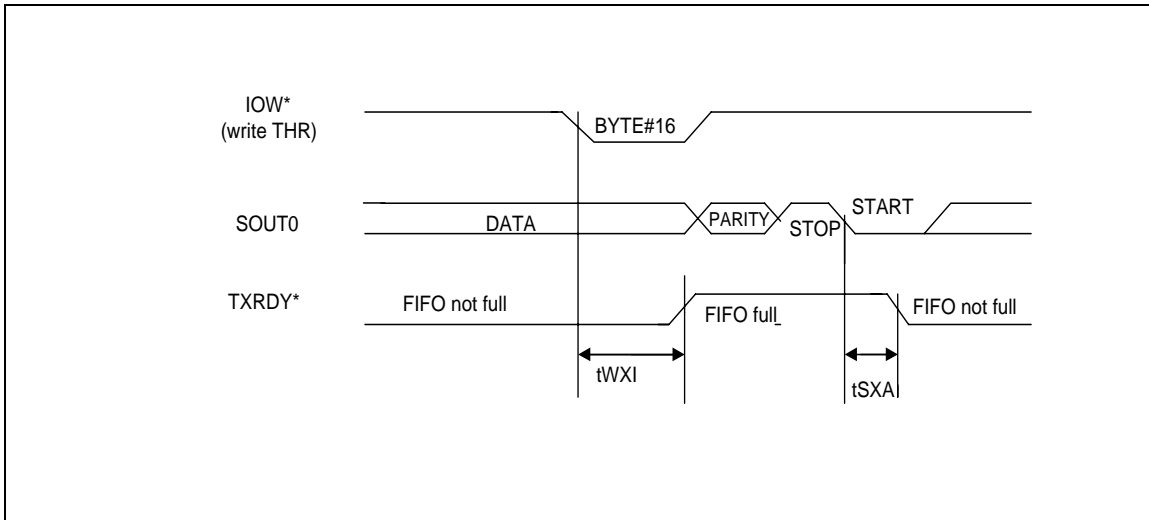 IOW*
(write THR)
BYTE#16
SOUT0
DATA
PARITY
STOP
START
TXRDY*
FIFO not full
FIFO full
FIFO not full
tWXI
tSXA